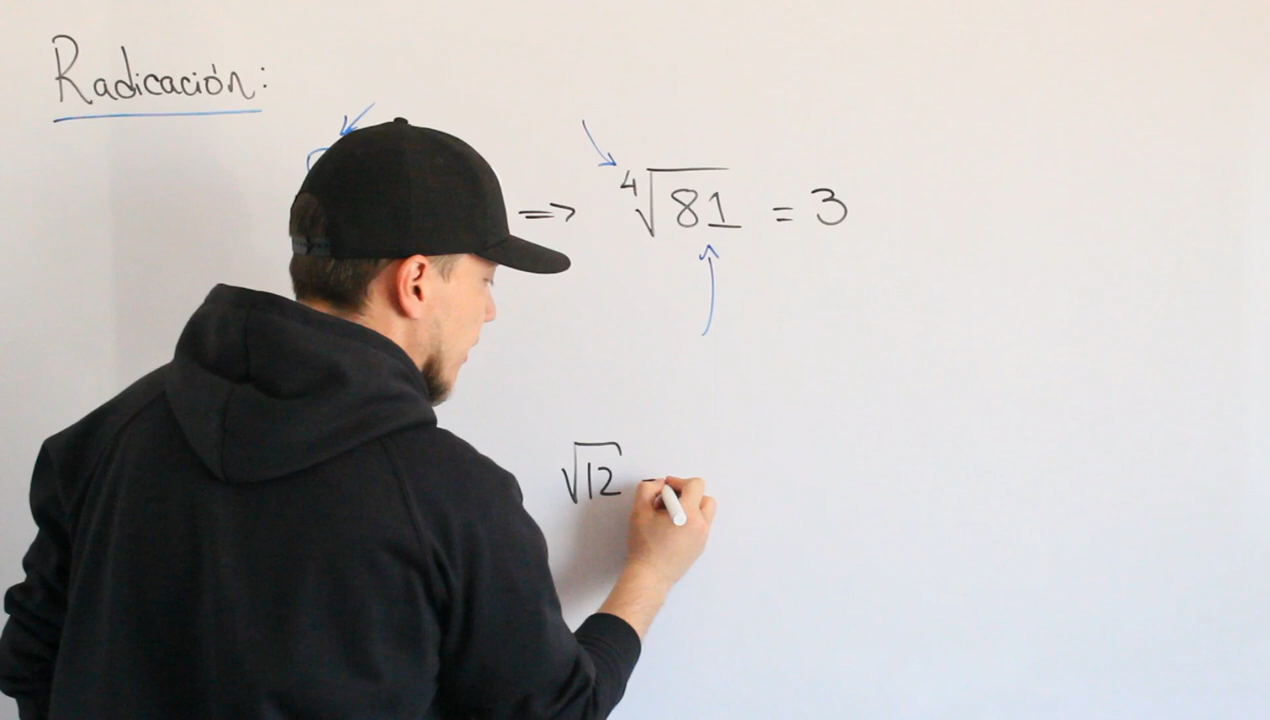 Radicación:
=> ⁴√81 = 3
√12 -